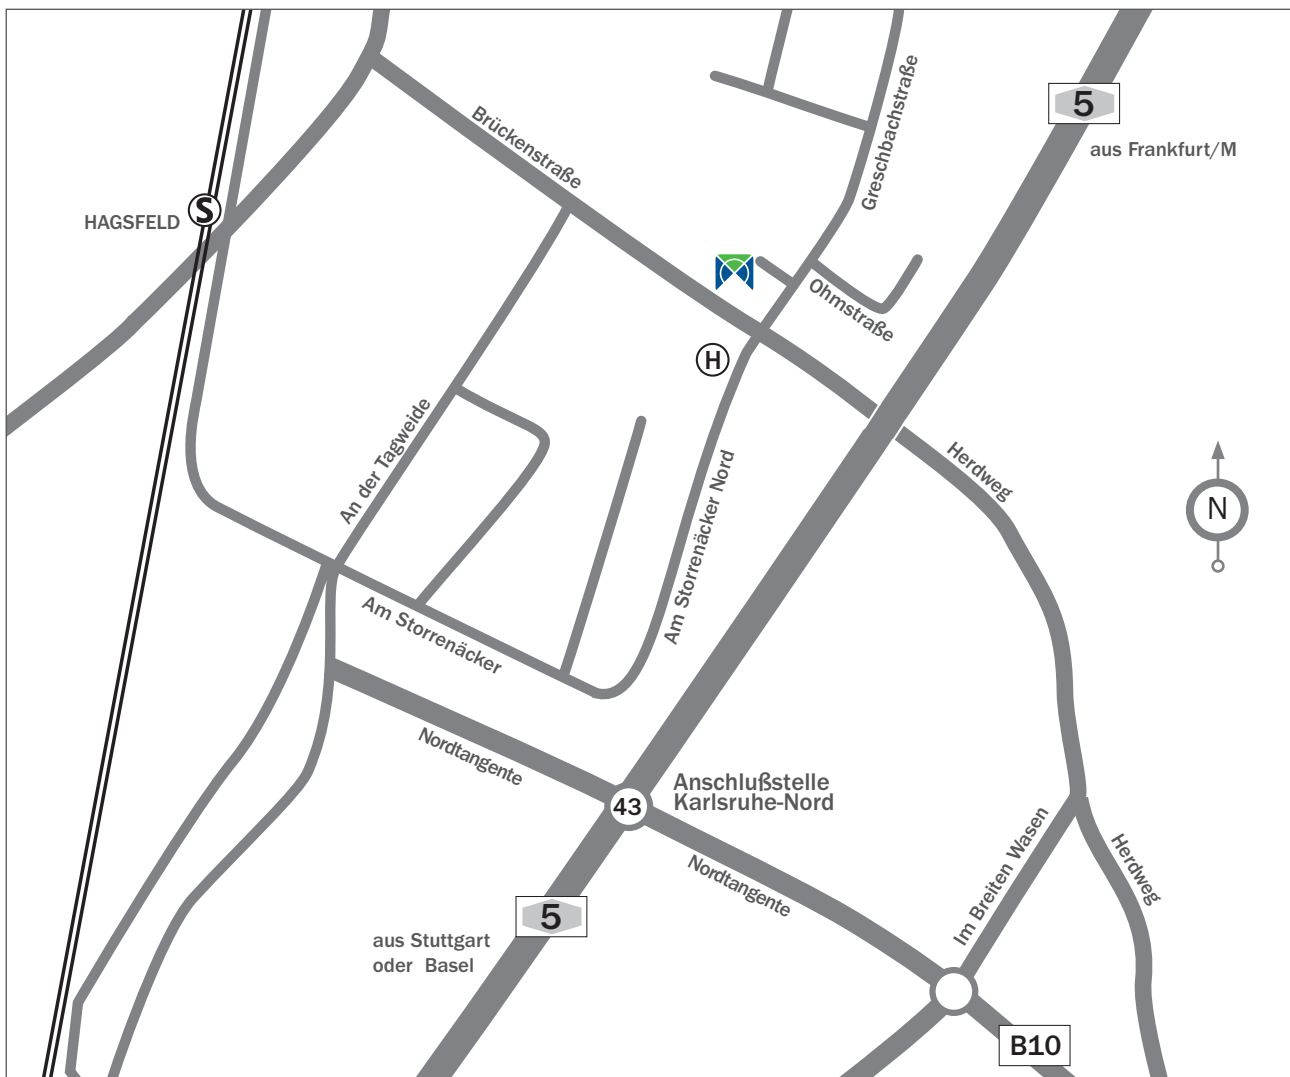 5
aus Frankfurt/M
Greschbachstraße
Brückenstraße
HAGSFELD
S
Ohmstraße
H
An der Tagweide
Herdweg
N
Am Storrenäcker Nord
Am Storrenäcker
Nordtangente
Anschlußstelle
Karlsruhe-Nord
43
Nordtangente
Im Breiten Wasen
Herdweg
5
aus Stuttgart
oder Basel
B10